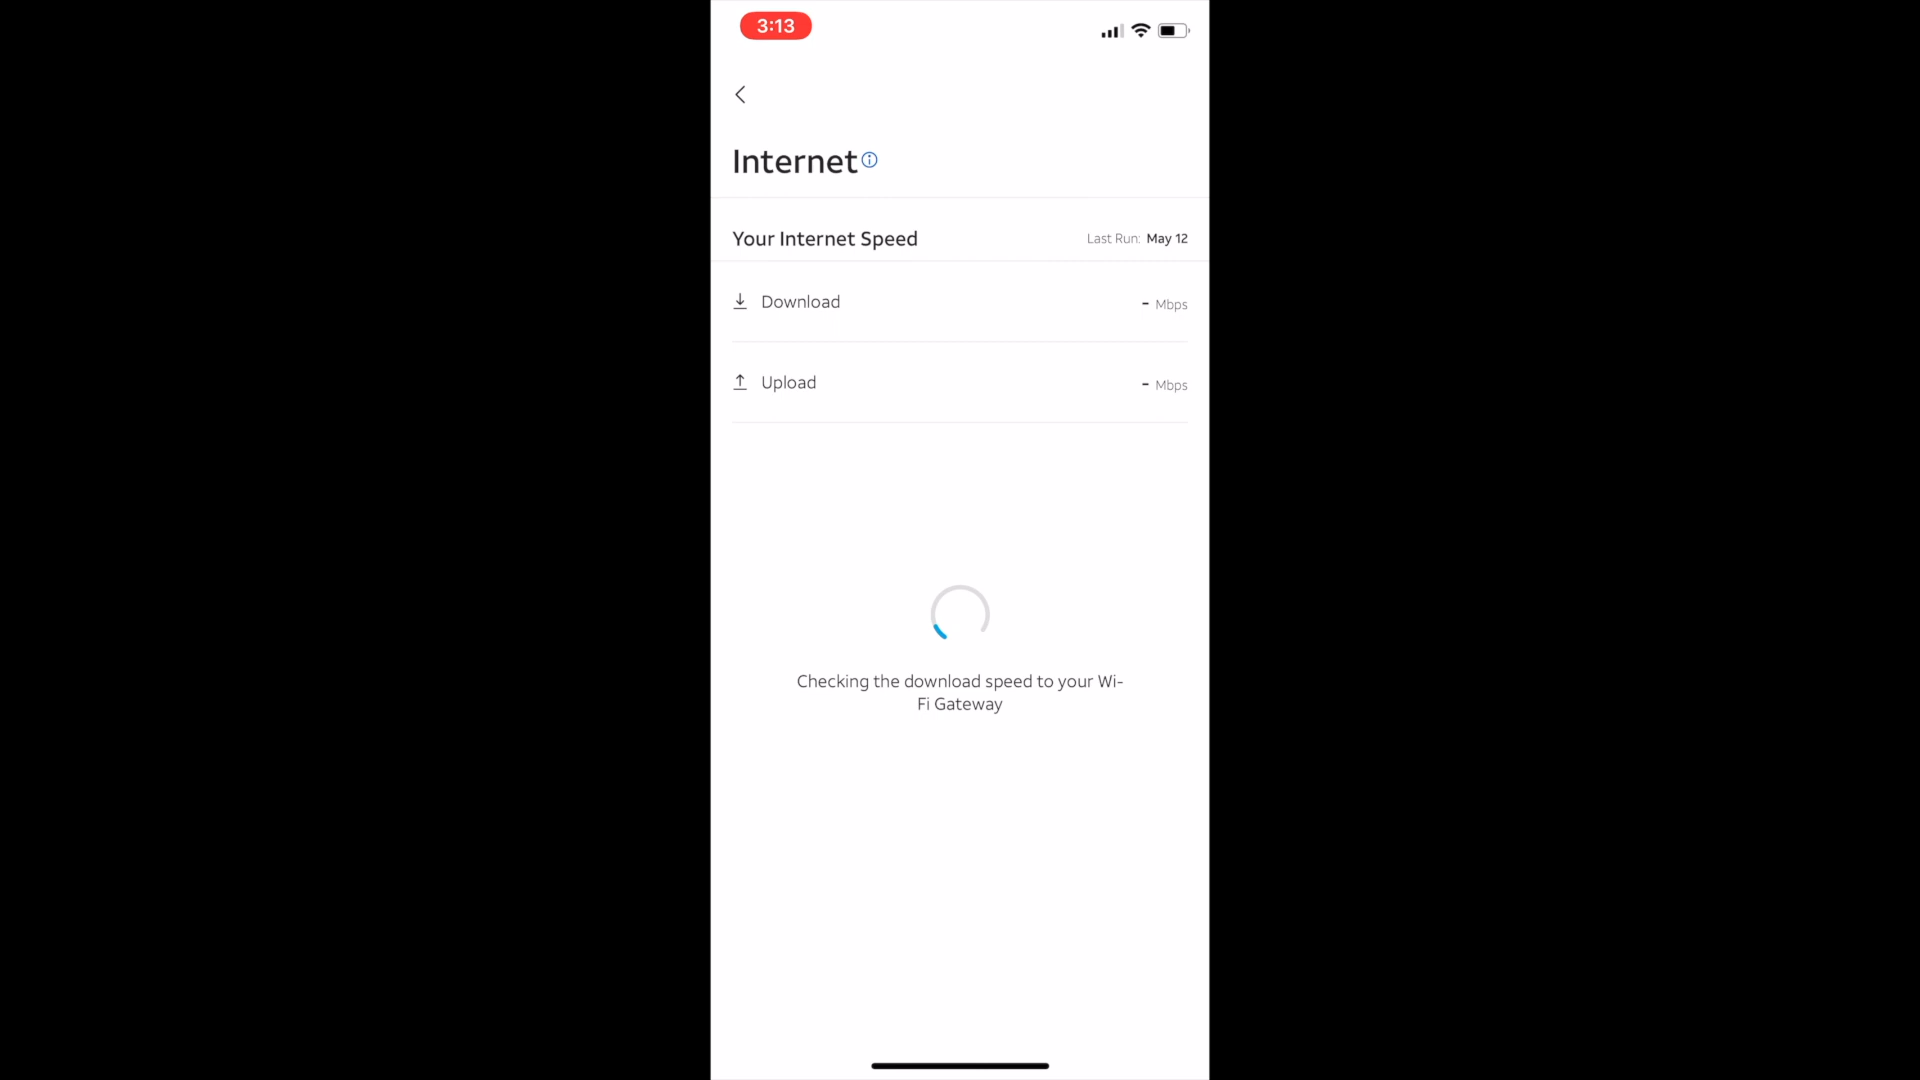 3:13
Internet
Your Internet Speed Last Run: May 12
Download - Mbps
Upload - Mbps
Checking the download speed to your Wi-
Fi Gateway